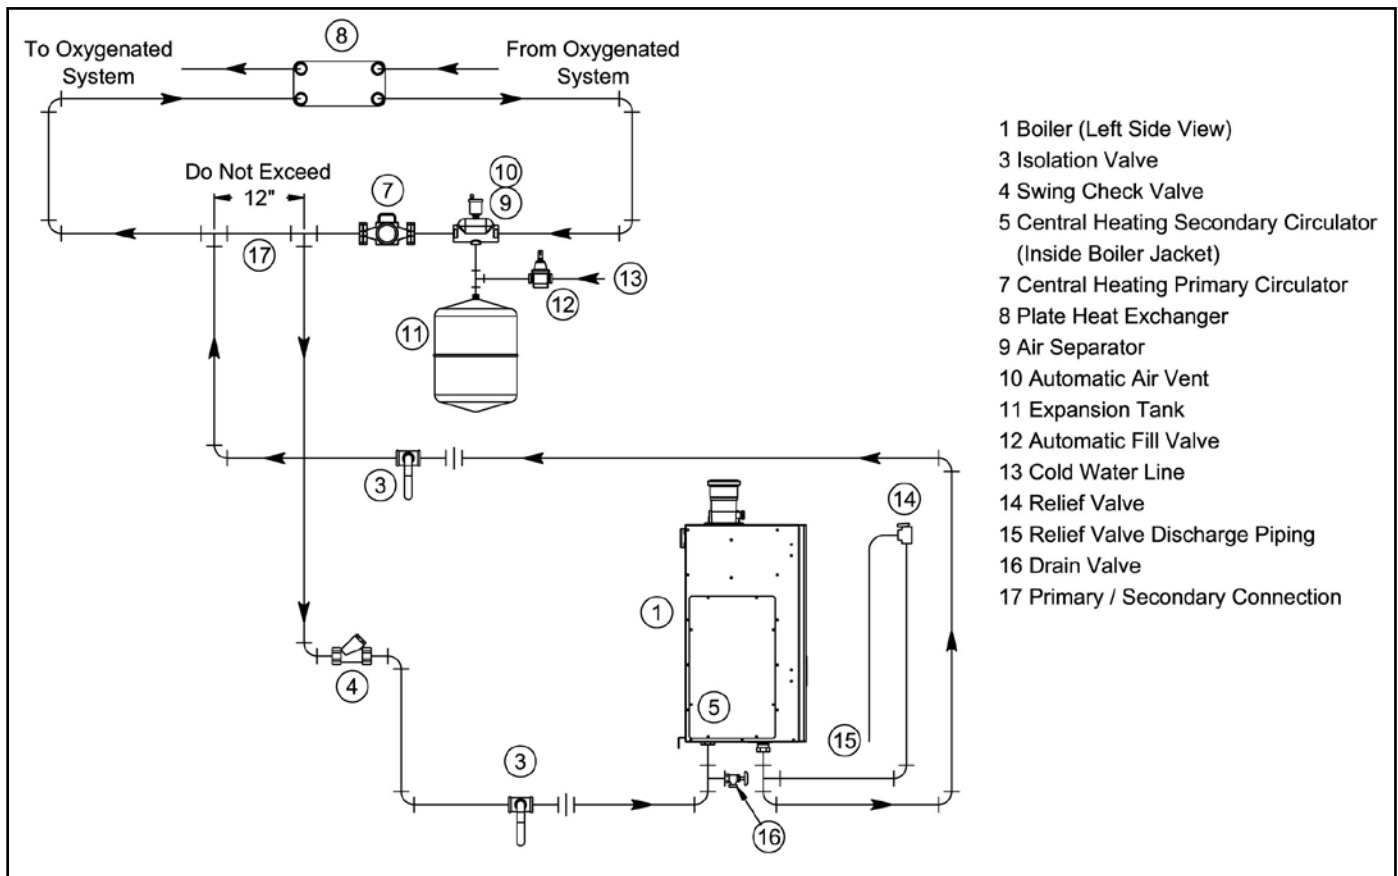 8
To Oxygenated
System
From Oxygenated
System
Do Not Exceed
12"
7
10
9
17
13
12
11
3
14
1
4
5
15
3
16
1 Boiler (Left Side View)
3 Isolation Valve
4 Swing Check Valve
5 Central Heating Secondary Circulator
(Inside Boiler Jacket)
7 Central Heating Primary Circulator
8 Plate Heat Exchanger
9 Air Separator
10 Automatic Air Vent
11 Expansion Tank
12 Automatic Fill Valve
13 Cold Water Line
14 Relief Valve
15 Relief Valve Discharge Piping
16 Drain Valve
17 Primary / Secondary Connection